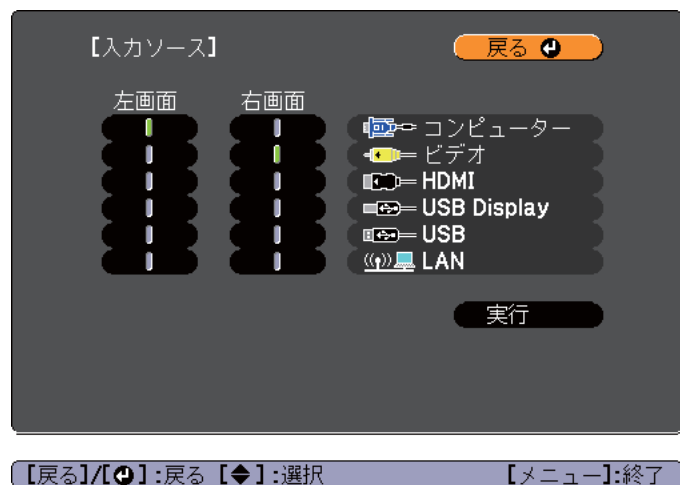 【入力ソース】
戻る
左画面 右画面
コンピューター
ビデオ
HDMI
USB Display
USB
LAN
実行
【戻る】/【】:戻る 【】:選択 【メニュー】:終了